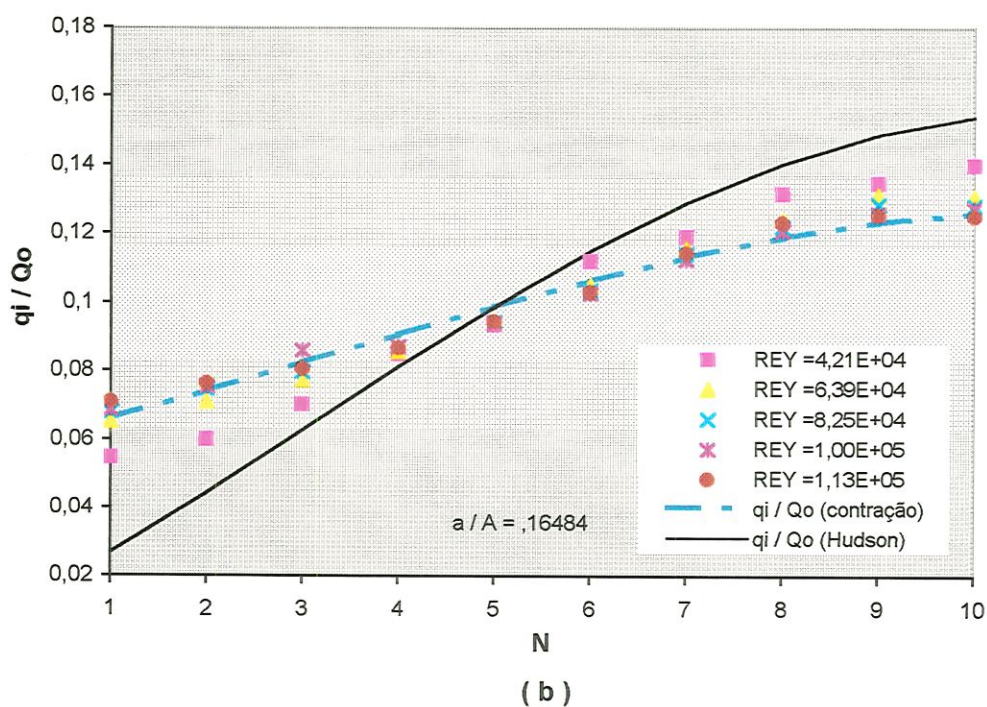 0,18
0,16
0,14
0,12
0,1
0,08
0,06
0,04
0,02
qi / Qo
REY =4,21E+04
REY =6,39E+04
REY =8,25E+04
REY =1,00E+05
REY =1,13E+05
qi / Qo (contração)
qi / Qo (Hudson)
a / A = ,16484
1 2 3 4 5 6 7 8 9 10
N
( b )